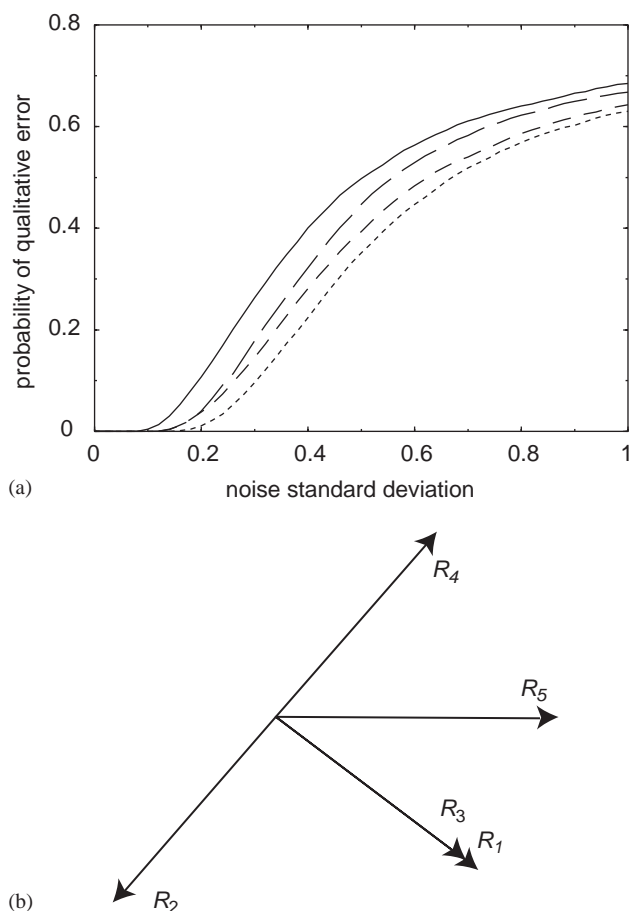 0.8
0.6
0.4
0.2
0
probability of qualitative error
0 0.2 0.4 0.6 0.8 1
(a) noise standard deviation
R4
R5
R3
R1
(b) R2